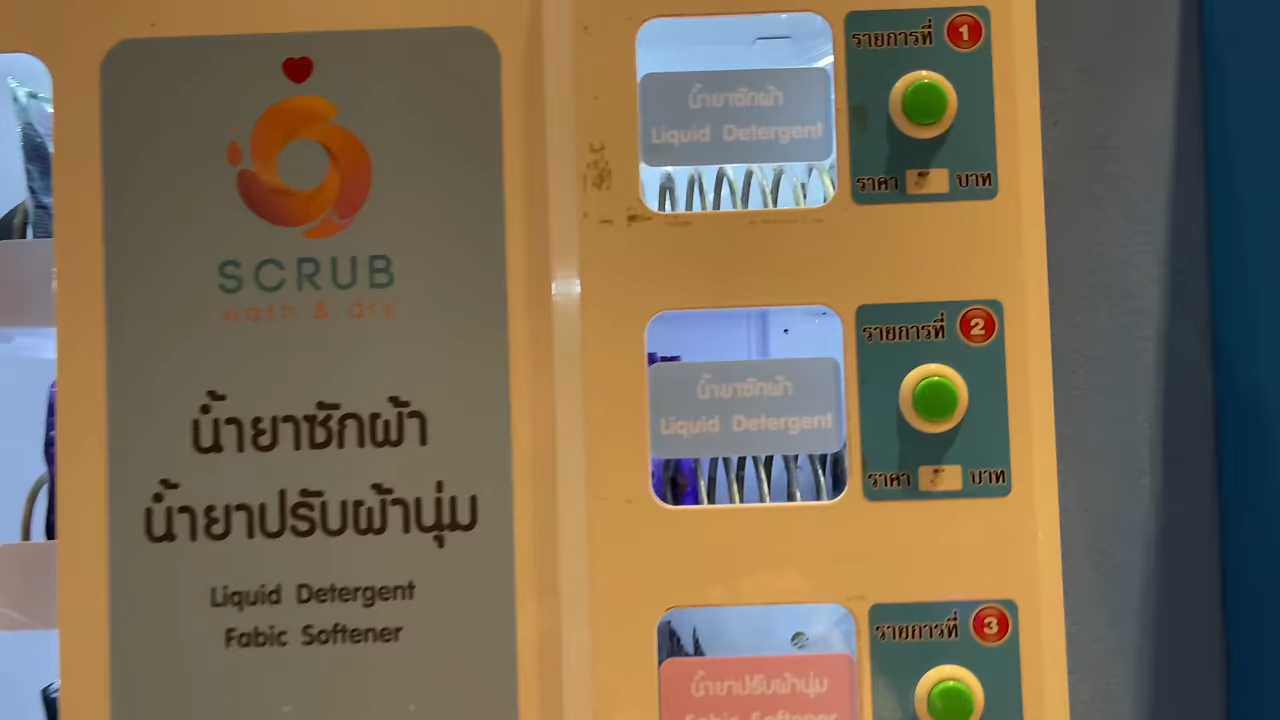 SCRUB
wash & dry
น้ำยาซักผ้า
น้ำยาปรับผ้านุ่ม
Liquid Detergent
Fabic Softener
น้ำยาซักผ้า
Liquid Detergent
รายการที่ 1
ราคา บาท
น้ำยาซักผ้า
Liquid Detergent
รายการที่ 2
ราคา บาท
น้ำยาปรับผ้านุ่ม
Fabic Softener
รายการที่ 3